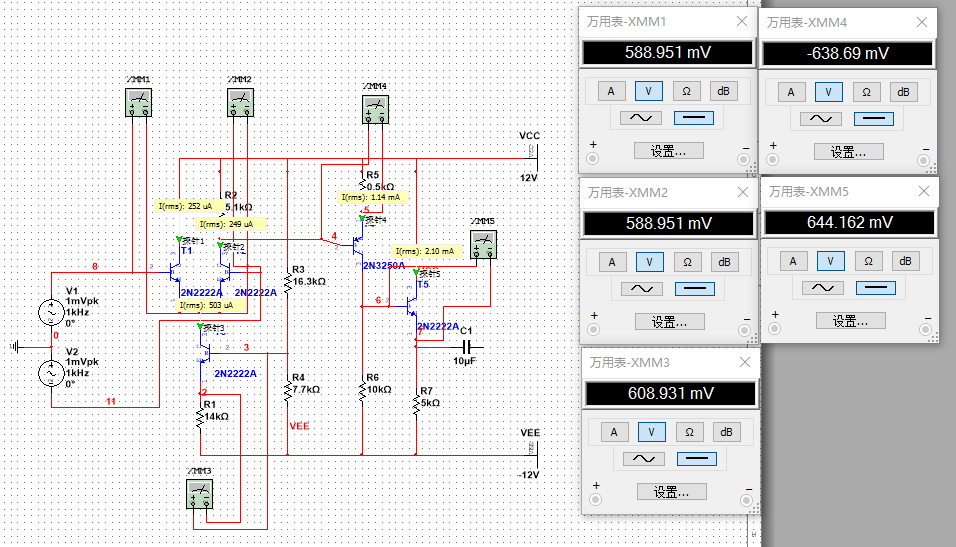 XMM1
XMM2
XMM4
VCC
12V
R5
0.5kΩ
I(rms): 1.14 mA
5
探针4
R2
5.1kΩ
I(rms): 252 uA
I(rms): 249 uA
探针1
T1
探针2
4
2N3250A
XMM5
I(rms): 2.10 mA
探针5
T5
8
2
2N2222A
2N2222A
R3
16.3kΩ
6
2N2222A
7
V1
1mVpk
1kHz
0°
I(rms): 503 uA
探针3
C1
10µF
0
V2
1mVpk
1kHz
0°
2
3
2N2222A
11
2
R1
14kΩ
R4
7.7kΩ
R6
10kΩ
R7
5kΩ
VEE
VEE
-12V
XMM3
万用表-XMM1
588.951 mV
A
V
Ω
dB
+
设置...
−
万用表-XMM4
-638.69 mV
A
V
Ω
dB
+
设置...
−
万用表-XMM2
588.951 mV
A
V
Ω
dB
+
设置...
−
万用表-XMM5
644.162 mV
A
V
Ω
dB
+
设置...
−
万用表-XMM3
608.931 mV
A
V
Ω
dB
+
设置...
−
H